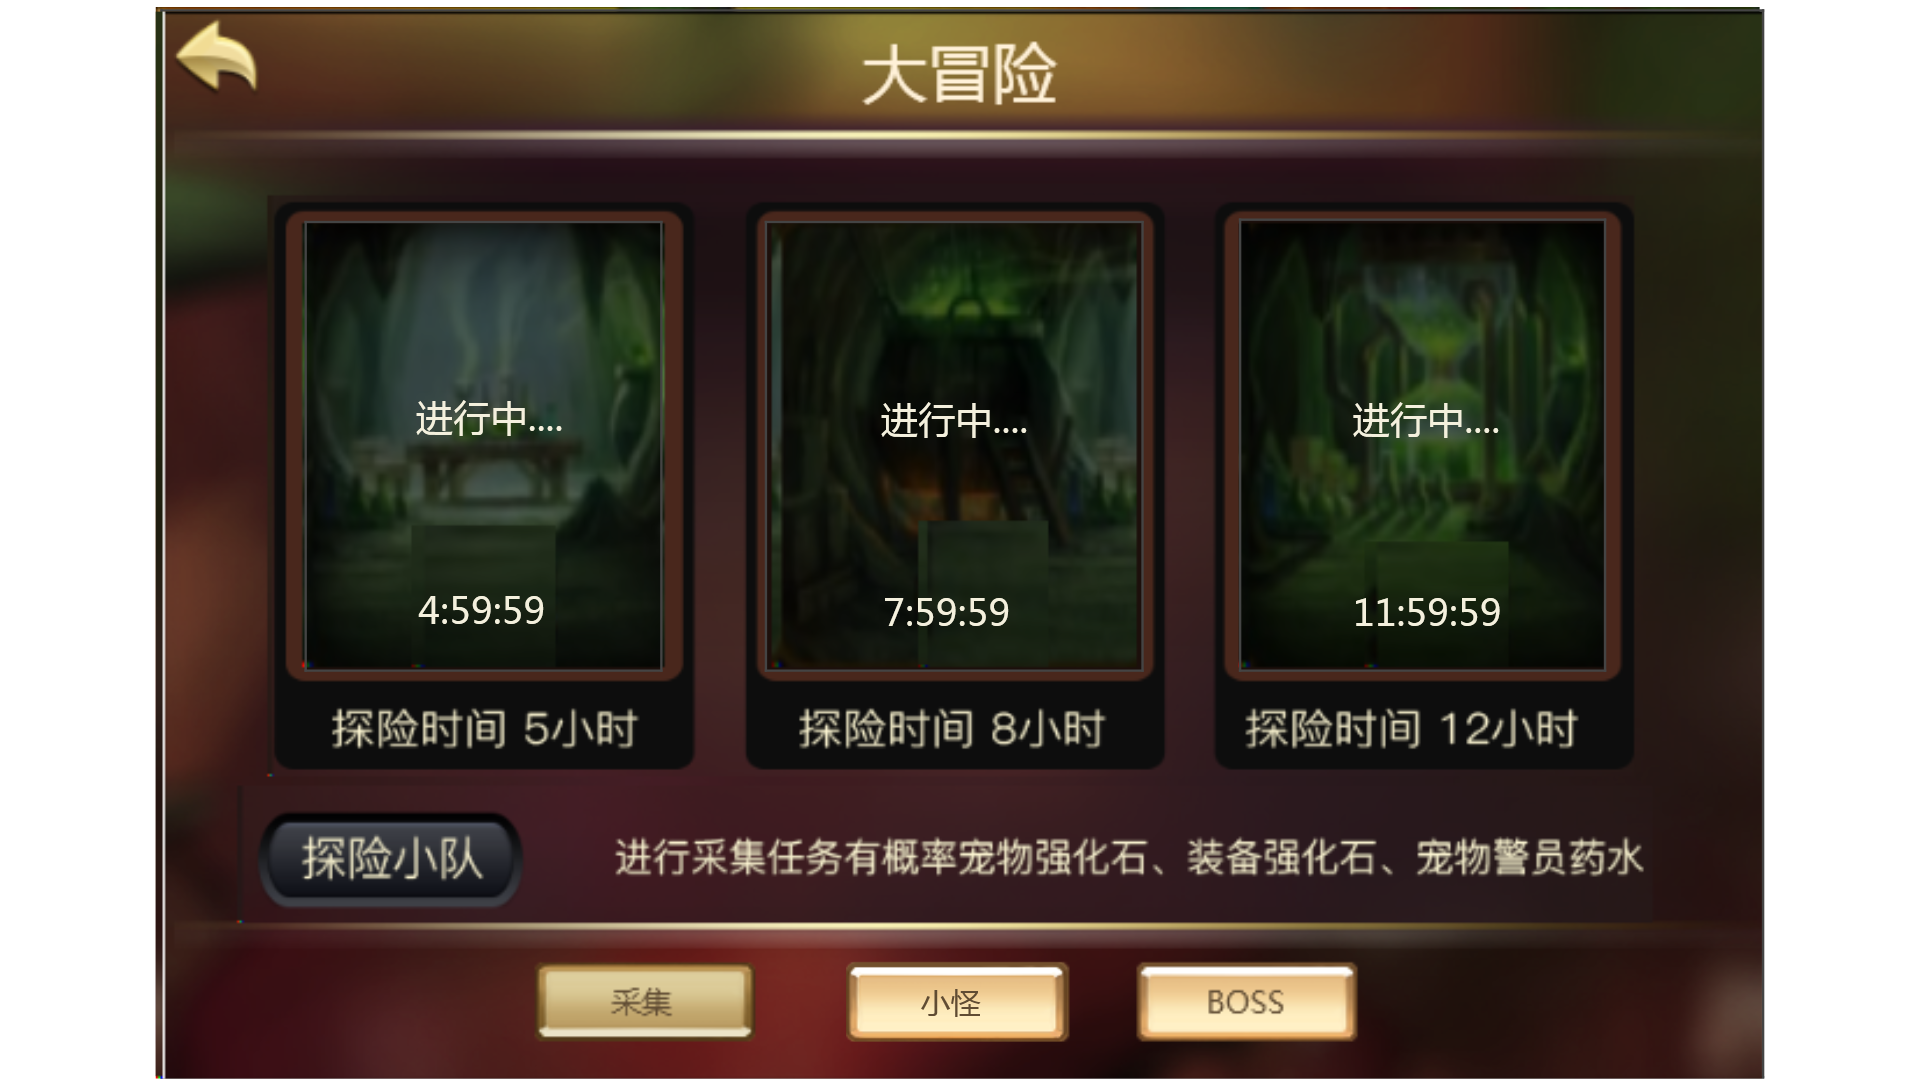 大冒险
进行中....
进行中....
进行中....
4:59:59
7:59:59
11:59:59
探险时间 5小时
探险时间 8小时
探险时间 12小时
探险小队
进行采集任务有概率宠物强化石、装备强化石、宠物警员药水
采集
小怪
BOSS